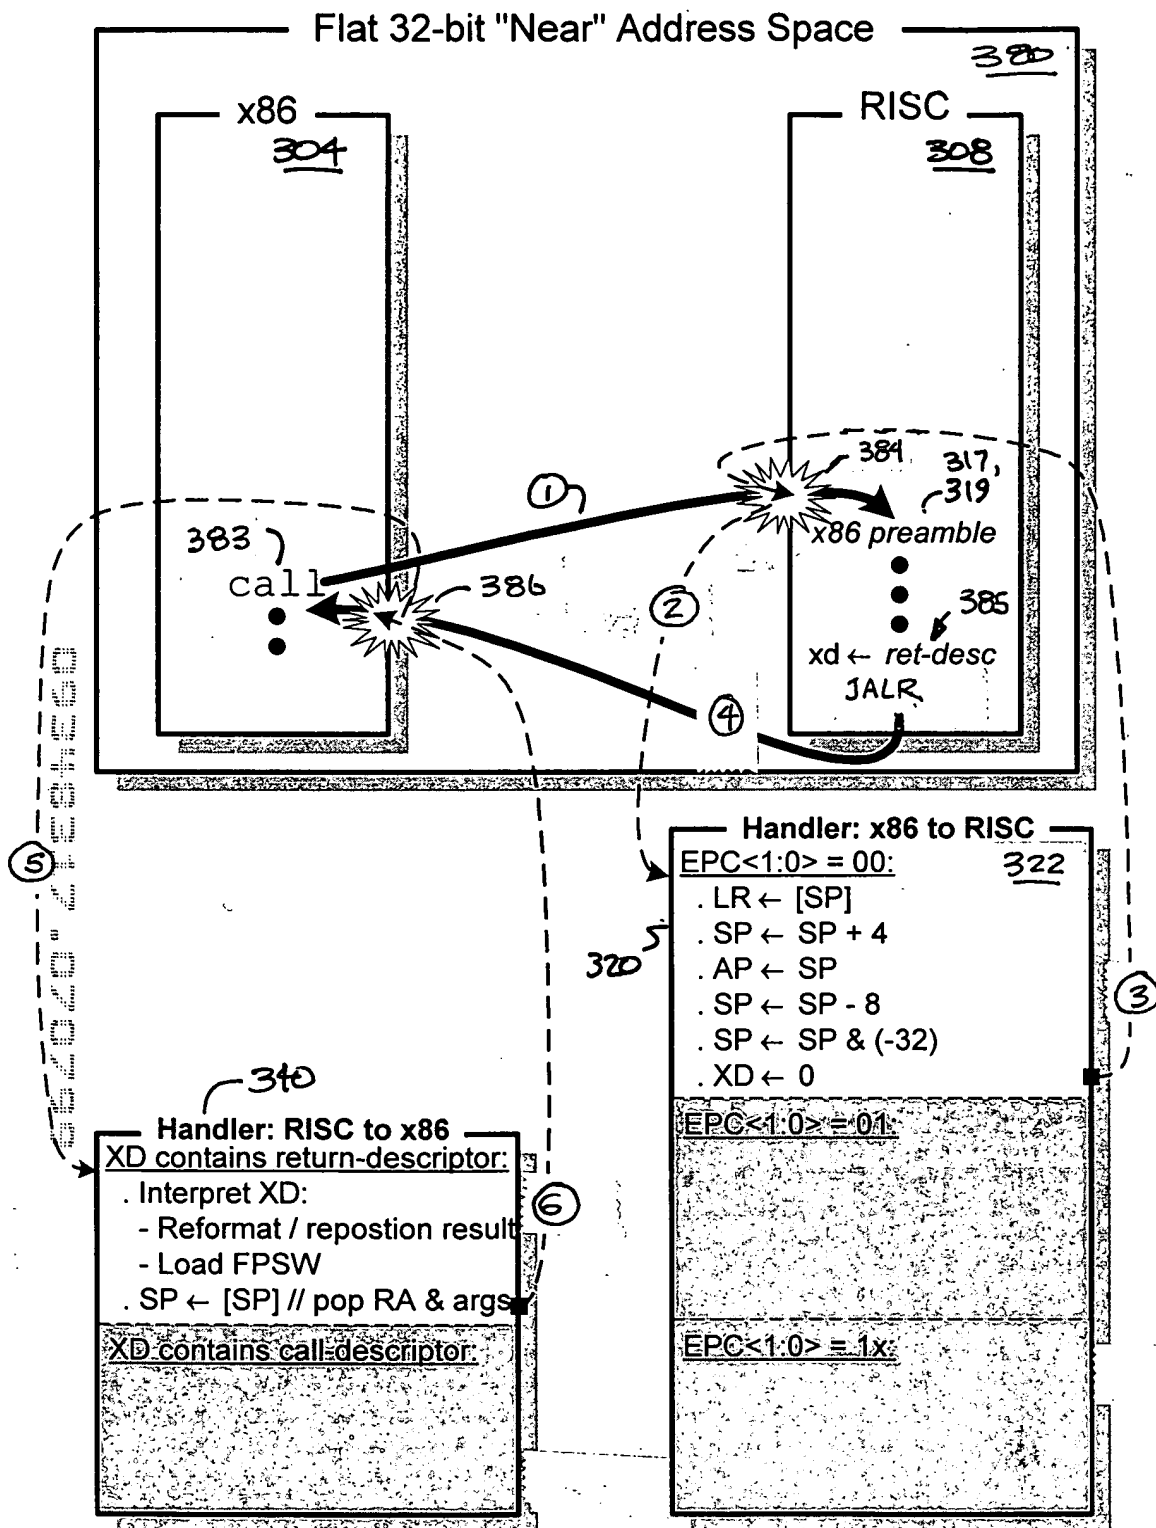 Flat 32-bit "Near" Address Space
380
x86
304
RISC
308
384
317,
319
1
x86 preamble
383
call
386
2
385
xd ← ret-desc
JALR
4
5
Handler: x86 to RISC
322
EPC<1:0> = 00:
. LR ← [SP]
. SP ← SP + 4
320
. AP ← SP
. SP ← SP - 8
. SP ← SP & (-32)
. XD ← 0
3
EPC<1:0> = 01:
EPC<1:0> = 1x:
340
Handler: RISC to x86
XD contains return-descriptor:
. Interpret XD:
- Reformat / repostion result
- Load FPSW
. SP ← [SP] // pop RA & args
6
XD contains call-descriptor: